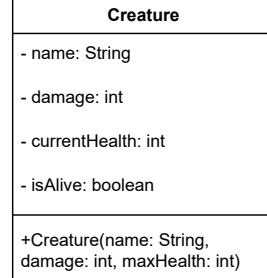 Creature
- name: String
- damage: int
- currentHealth: int
- isAlive: boolean
+Creature(name: String,
damage: int, maxHealth: int)